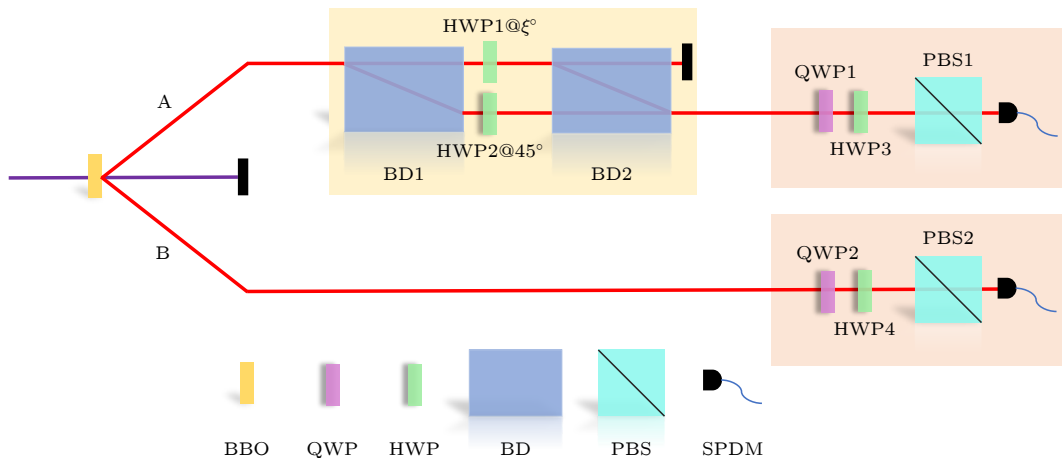 HWP1@ξ°
QWP1
PBS1
A
HWP2@45°
HWP3
BD1
BD2
B
QWP2
PBS2
HWP4
BBO
QWP
HWP
BD
PBS
SPDM